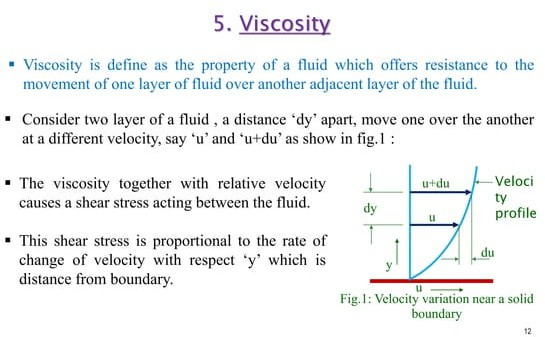 5. Viscosity
▪ Viscosity is define as the property of a fluid which offers resistance to the
movement of one layer of fluid over another adjacent layer of the fluid.
▪ Consider two layer of a fluid , a distance ‘dy’ apart, move one over the another
at a different velocity, say ‘u’ and ‘u+du’ as show in fig.1 :
▪ The viscosity together with relative velocity
causes a shear stress acting between the fluid.
▪ This shear stress is proportional to the rate of
change of velocity with respect ‘y’ which is
distance from boundary.
u+du
Veloci
ty
profile
dy
u
du
y
u
Fig.1: Velocity variation near a solid
boundary
12